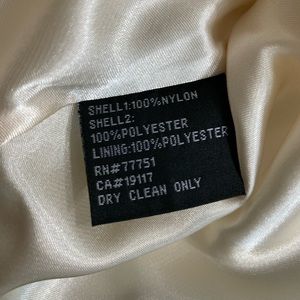 SHELL1:100%NYLON
SHELL2:
100%POLYESTER
LINING:100%POLYESTER
RN#77751
CA#19117
DRY CLEAN ONLY